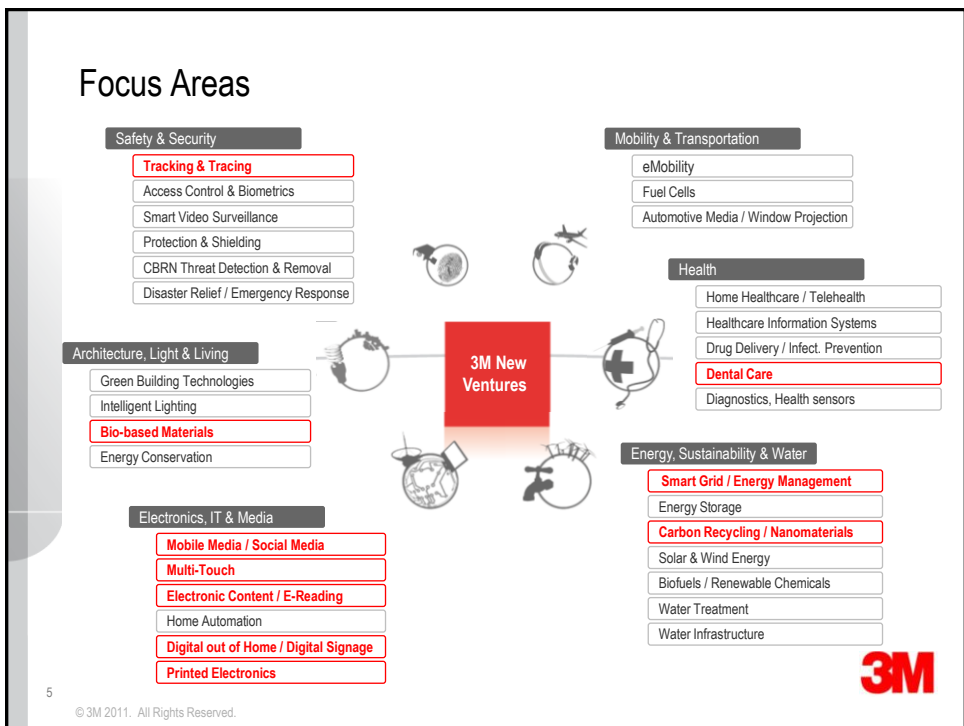 Focus Areas
Safety & Security
Tracking & Tracing
Access Control & Biometrics
Smart Video Surveillance
Protection & Shielding
CBRN Threat Detection & Removal
Disaster Relief / Emergency Response
Mobility & Transportation
eMobility
Fuel Cells
Automotive Media / Window Projection
Health
Home Healthcare / Telehealth
Healthcare Information Systems
Drug Delivery / Infect. Prevention
Dental Care
Diagnostics, Health sensors
Architecture, Light & Living
Green Building Technologies
Intelligent Lighting
Bio-based Materials
Energy Conservation
3M New
Ventures
Energy, Sustainability & Water
Smart Grid / Energy Management
Energy Storage
Carbon Recycling / Nanomaterials
Solar & Wind Energy
Biofuels / Renewable Chemicals
Water Treatment
Water Infrastructure
Electronics, IT & Media
Mobile Media / Social Media
Multi-Touch
Electronic Content / E-Reading
Home Automation
Digital out of Home / Digital Signage
Printed Electronics
3M
5
© 3M 2011. All Rights Reserved.